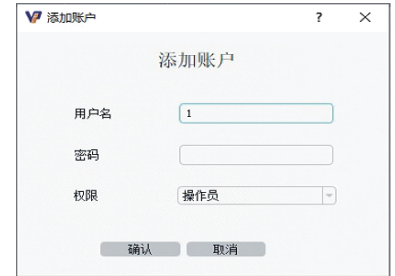 添加账户 ?
添加账户
用户名 1
密码
权限 操作员
确认 取消